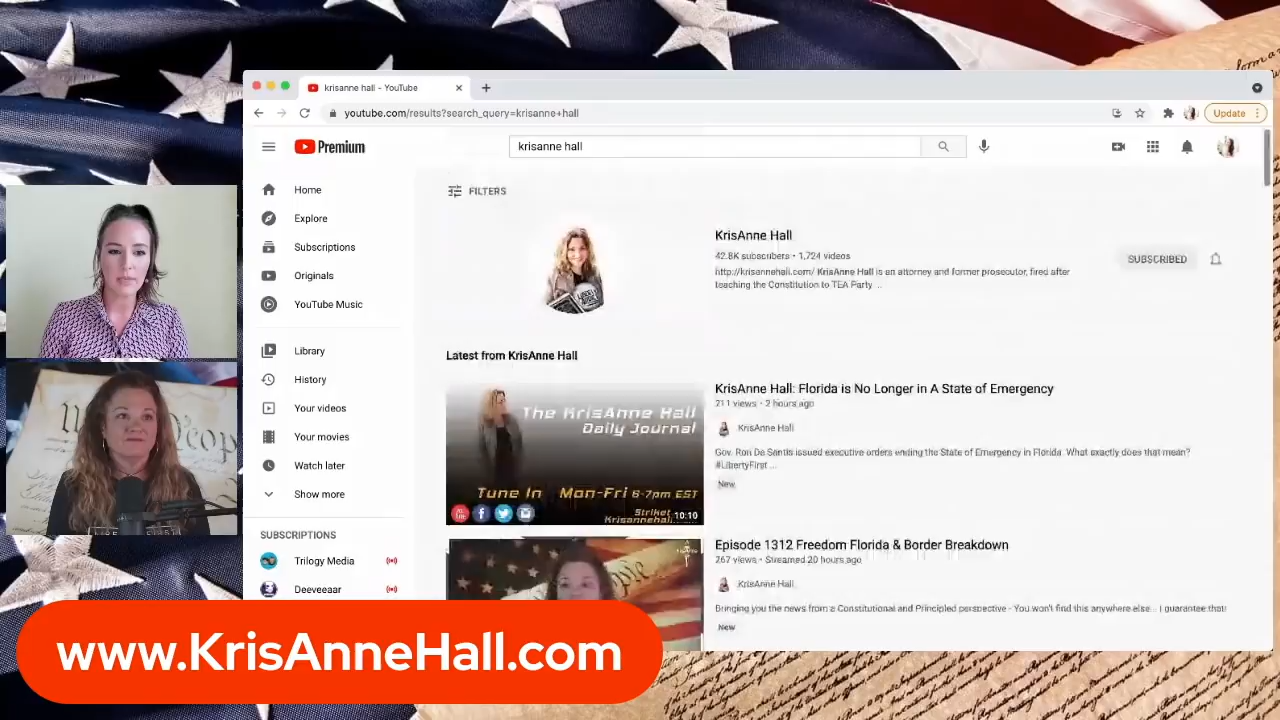 krisanne hall - YouTube
youtube.com/results?search_query=krisanne+hall
Update
Premium
krisanne hall
Home
Explore
Subscriptions
Originals
YouTube Music
Library
History
Your videos
Your movies
Watch later
Show more
SUBSCRIPTIONS
Trilogy Media
Deeveeaar
FILTERS
KrisAnne Hall
42.8K subscribers • 1,724 videos
http://krisannehall.com/ KrisAnne Hall is an attorney and former prosecutor, fired after
teaching the Constitution to TEA Party ...
SUBSCRIBED
Latest from KrisAnne Hall
The KrisAnne Hall
Daily Journal
Tune In Mon-Fri 6-7pm EST
10:10
KrisAnne Hall: Florida is No Longer in A State of Emergency
211 views • 2 hours ago
KrisAnne Hall
Gov. Ron De Santis issued executive orders ending the State of Emergency in Florida. What exactly does that mean?
#LibertyFirst ...
New
Episode 1312 Freedom Florida & Border Breakdown
267 views • Streamed 20 hours ago
KrisAnne Hall
Bringing you the news from a Constitutional and Principled perspective - You won't find this anywhere else... I guarantee that!
New
www.KrisAnneHall.com